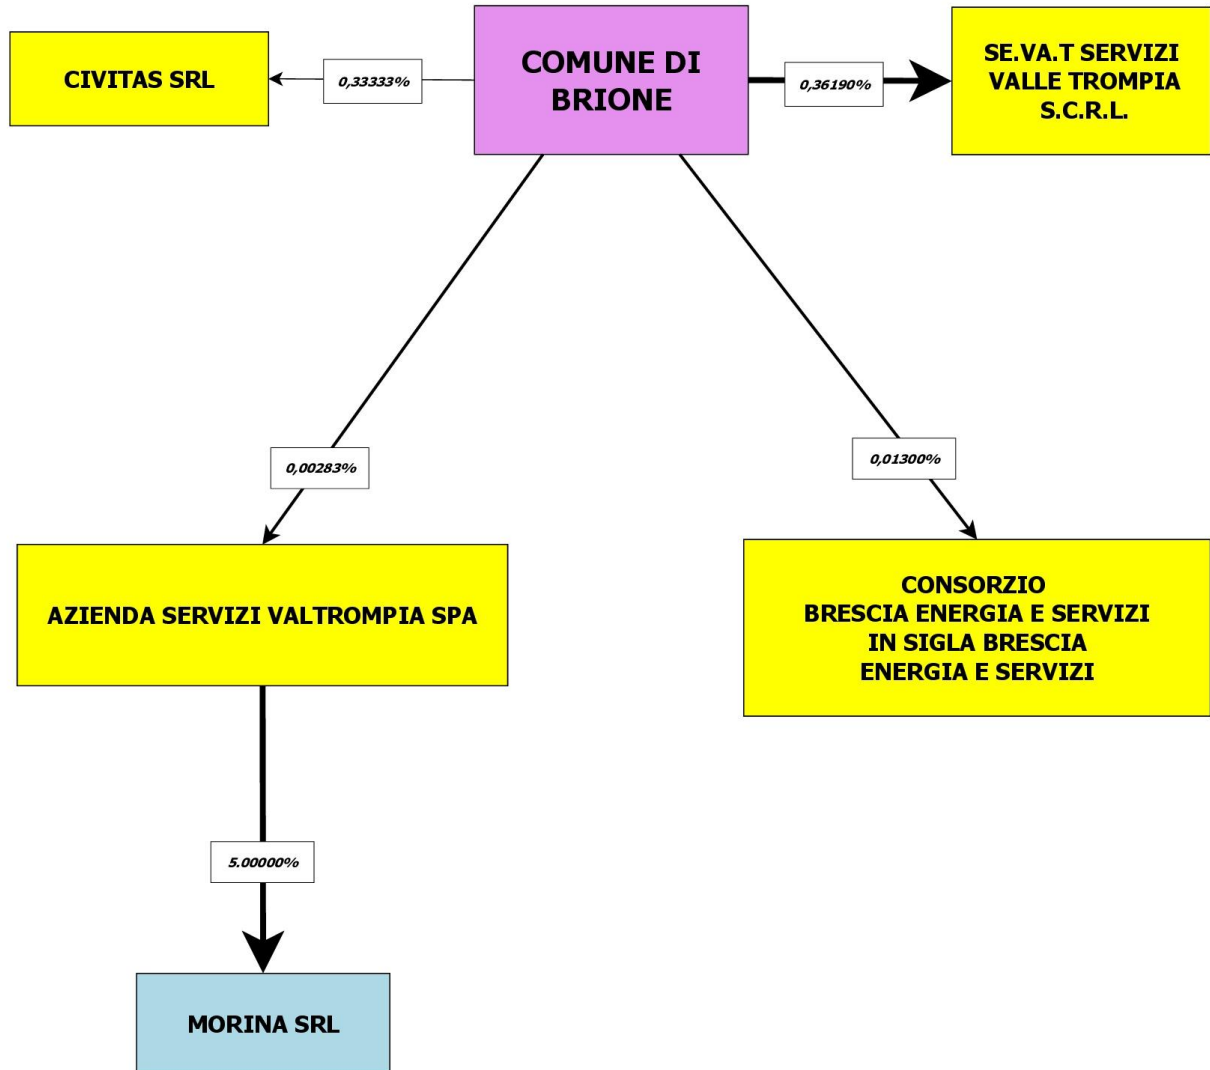 CIVITAS SRL
0,33333%
COMUNE DI
BRIONE
0,36190%
SE.VA.T SERVIZI
VALLE TROMPIA
S.C.R.L.
0,00283%
0,01300%
AZIENDA SERVIZI VALTROMPIA SPA
CONSORZIO
BRESCIA ENERGIA E SERVIZI
IN SIGLA BRESCIA
ENERGIA E SERVIZI
5.00000%
MORINA SRL